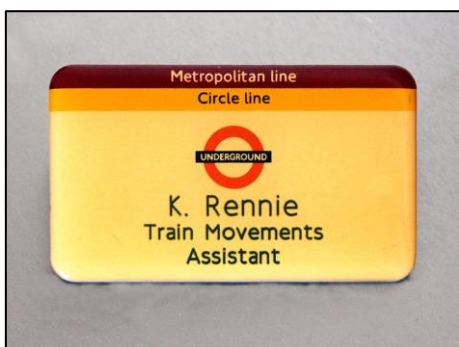 Metropolitan line
Circle line
UNDERGROUND
K. Rennie
Train Movements
Assistant